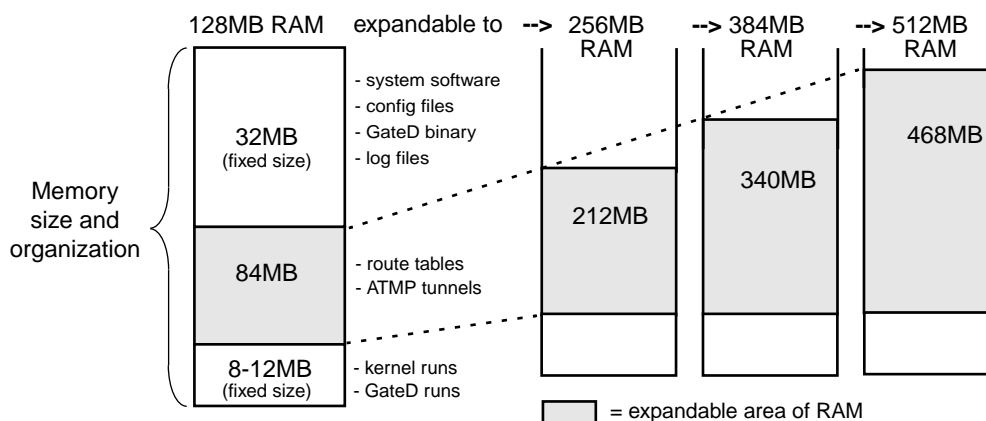 128MB RAM expandable to --> 256MB RAM --> 384MB RAM --> 512MB RAM
32MB
(fixed size)
- system software
- config files
- GateD binary
- log files
Memory
size and
organization
84MB
- route tables
- ATMP tunnels
8-12MB
(fixed size)
- kernel runs
- GateD runs
212MB
340MB
468MB
= expandable area of RAM